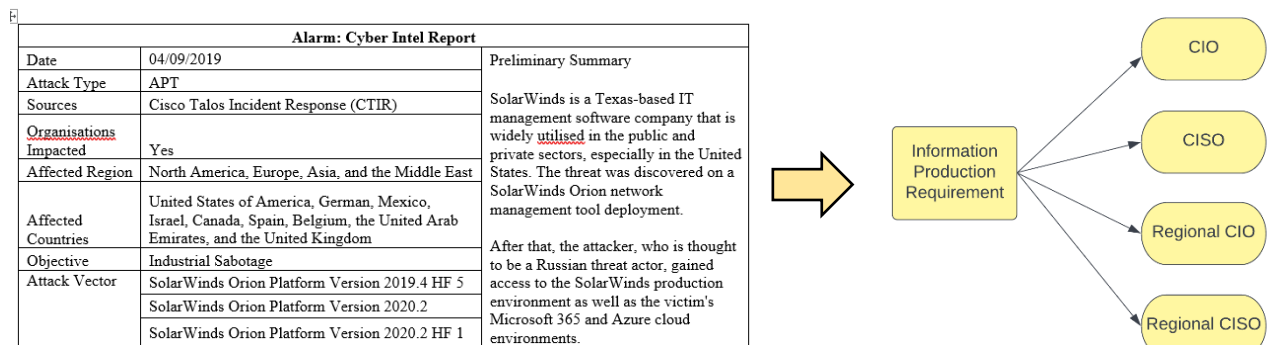 Alarm: Cyber Intel Report
Date
04/09/2019
Attack Type
APT
Sources
Cisco Talos Incident Response (CTIR)
Organisations
Impacted
Yes
Affected Region
North America, Europe, Asia, and the Middle East
Affected
Countries
United States of America, German, Mexico,
Israel, Canada, Spain, Belgium, the United Arab
Emirates, and the United Kingdom
Objective
Industrial Sabotage
Attack Vector
SolarWinds Orion Platform Version 2019.4 HF 5
SolarWinds Orion Platform Version 2020.2
SolarWinds Orion Platform Version 2020.2 HF 1
Preliminary Summary
SolarWinds is a Texas-based IT
management software company that is
widely utilised in the public and
private sectors, especially in the United
States. The threat was discovered on a
SolarWinds Orion network
management tool deployment.
After that, the attacker, who is thought
to be a Russian threat actor, gained
access to the SolarWinds production
environment as well as the victim's
Microsoft 365 and Azure cloud
environments.
Information
Production
Requirement
CIO
CISO
Regional CIO
Regional CISO